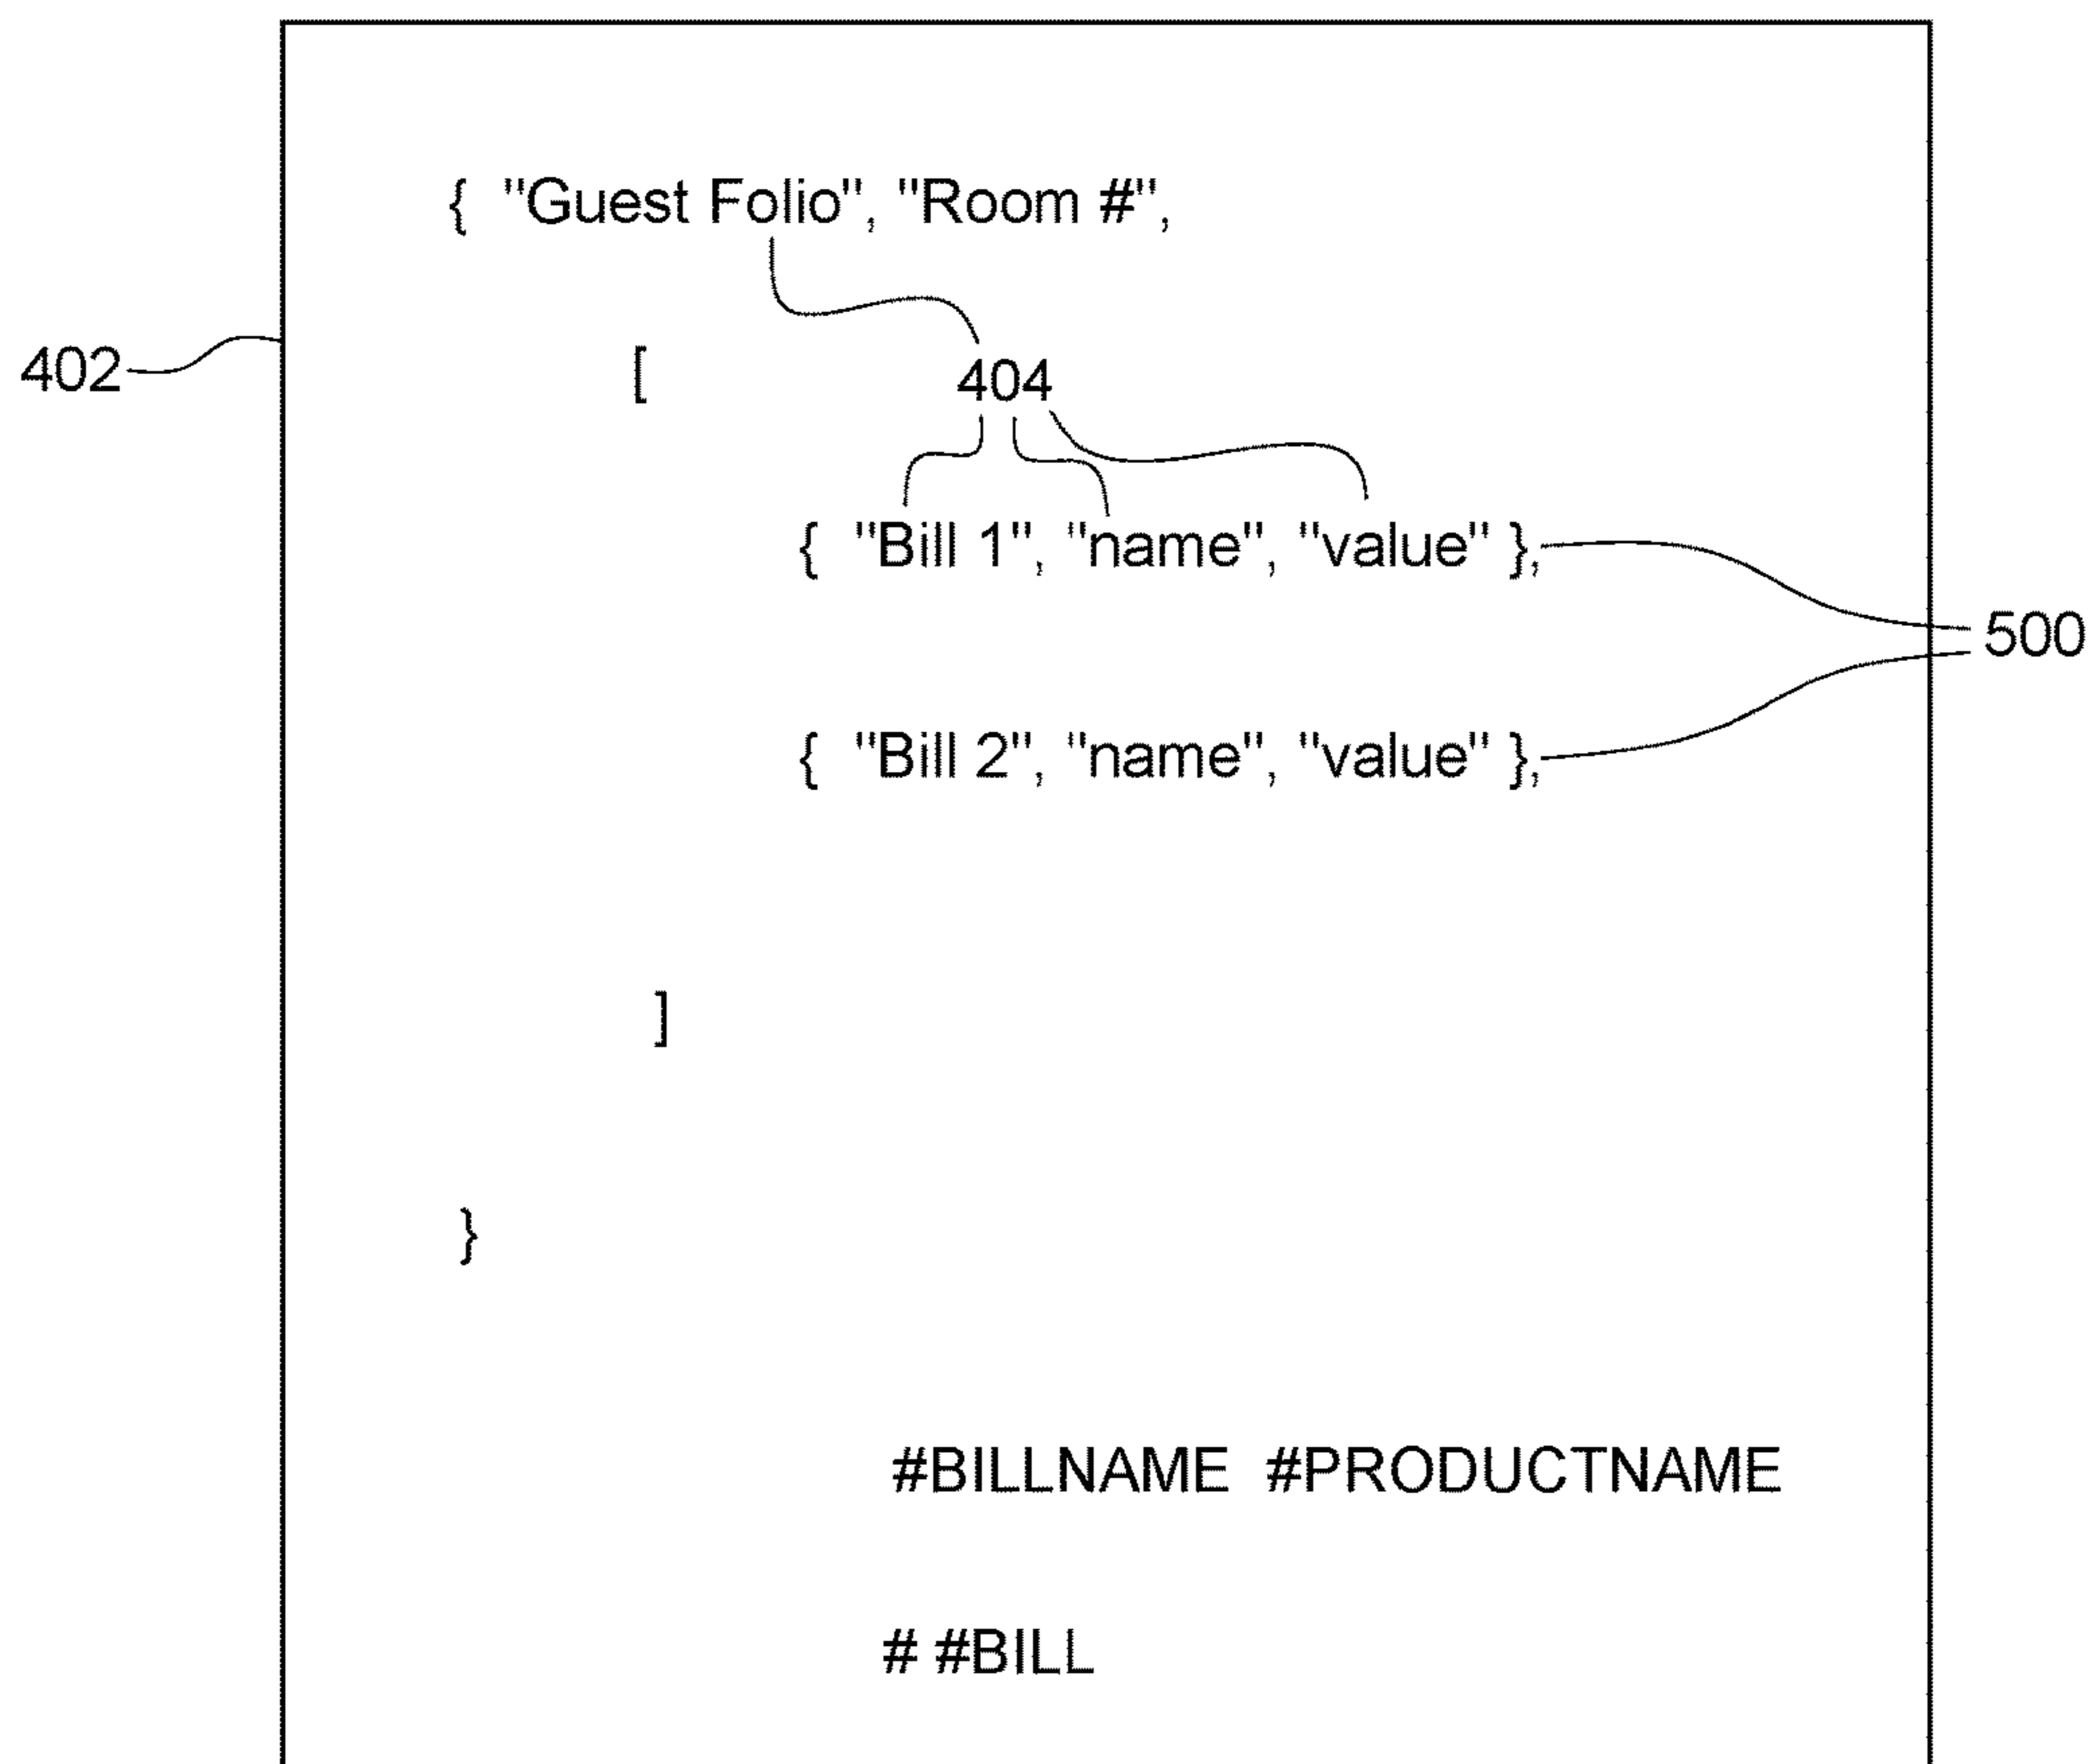 { "Guest Folio", "Room #",
402
[
404
{ "Bill 1", "name", "value" },
500
{ "Bill 2", "name", "value" },
]
}
#BILLNAME #PRODUCTNAME
# #BILL